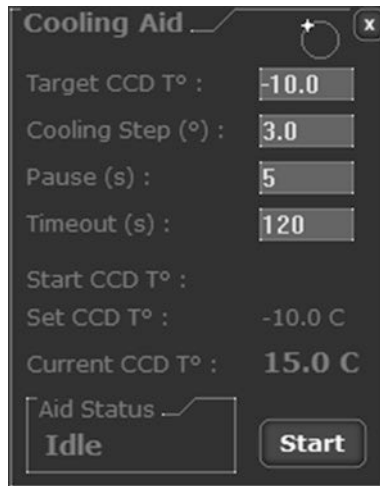 Cooling Aid x
Target CCD T° : -10.0
Cooling Step (°) : 3.0
Pause (s) : 5
Timeout (s) : 120
Start CCD T° :
Set CCD T° : -10.0 C
Current CCD T° : 15.0 C
Aid Status
Idle Start